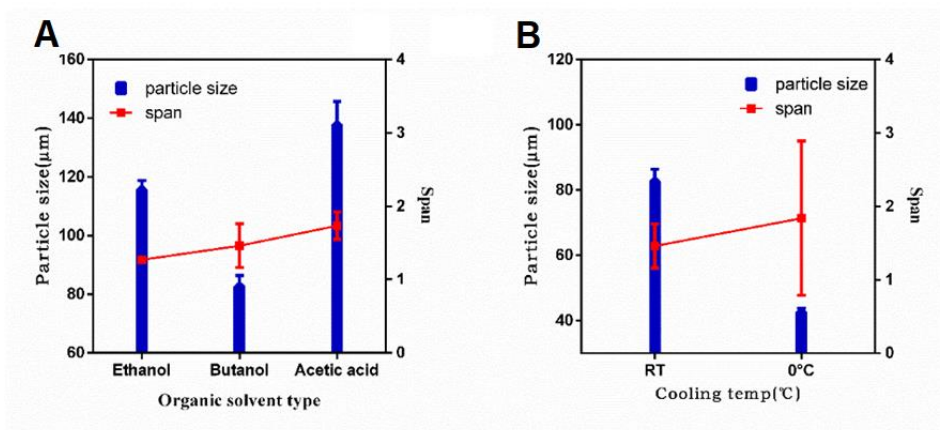 A
160
140
120
100
80
60
Particle size(μm)
particle size
span
4
3
2
1
0
Span
Ethanol
Butanol
Acetic acid
Organic solvent type
B
120
100
80
60
40
Particle size(μm)
particle size
span
4
3
2
1
0
Span
RT
0°C
Cooling temp(℃)